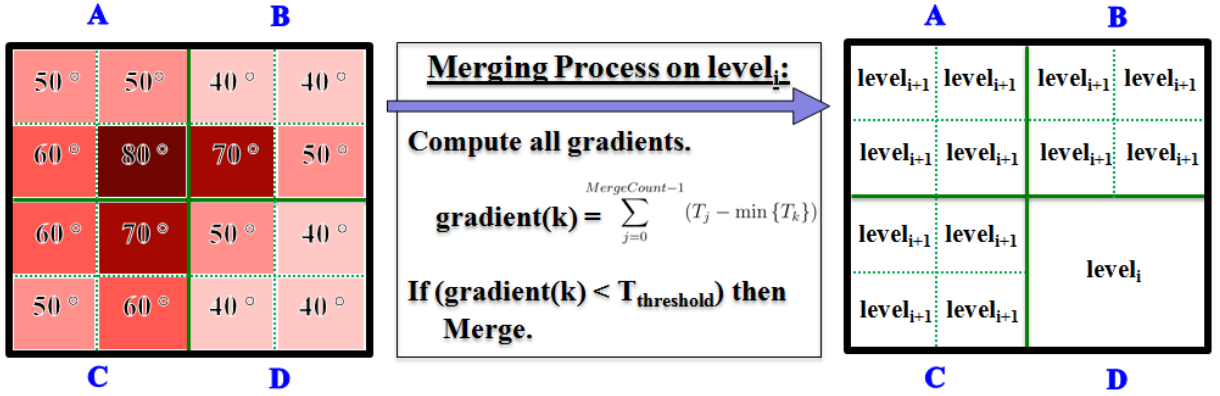 A B
50 ° 50° 40 ° 40 °
60 ° 80 ° 70 ° 50 °
60 ° 70 ° 50 ° 40 °
50 ° 60 ° 40 ° 40 °
C D
Merging Process on level_i:
Compute all gradients.
gradient(k) = \sum_{j=0}^{MergeCount-1} (T_j − min {T_k})
If (gradient(k) < T_threshold) then
Merge.
A B
level_{i+1} level_{i+1} level_{i+1} level_{i+1}
level_{i+1} level_{i+1} level_{i+1} level_{i+1}
level_{i+1} level_{i+1}
level_i
level_{i+1} level_{i+1}
C D